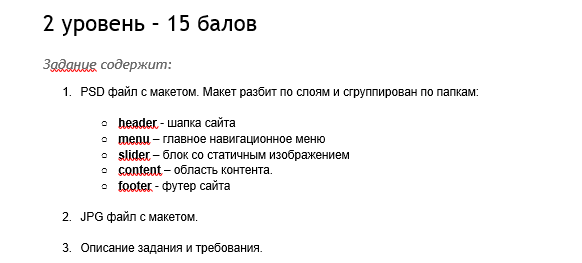 2 уровень – 15 балов
Задание содержит:
1. PSD файл с макетом. Макет разбит по слоям и сгруппирован по папкам:
○ header - шапка сайта
○ menu – главное навигационное меню
○ slider – блок со статичным изображением
○ content – область контента.
○ footer - футер сайта
2. JPG файл с макетом.
3. Описание задания и требования.